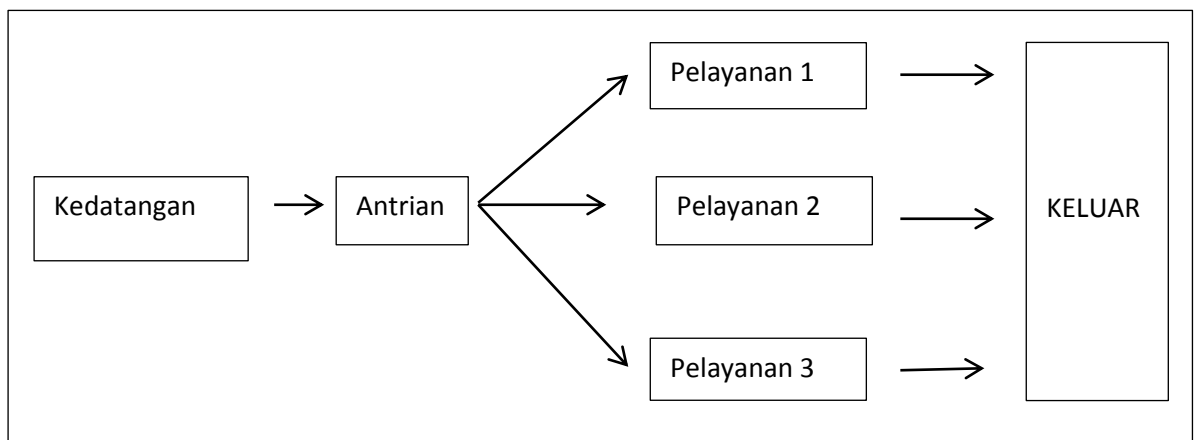 Kedatangan
Antrian
Pelayanan 1
Pelayanan 2
Pelayanan 3
KELUAR